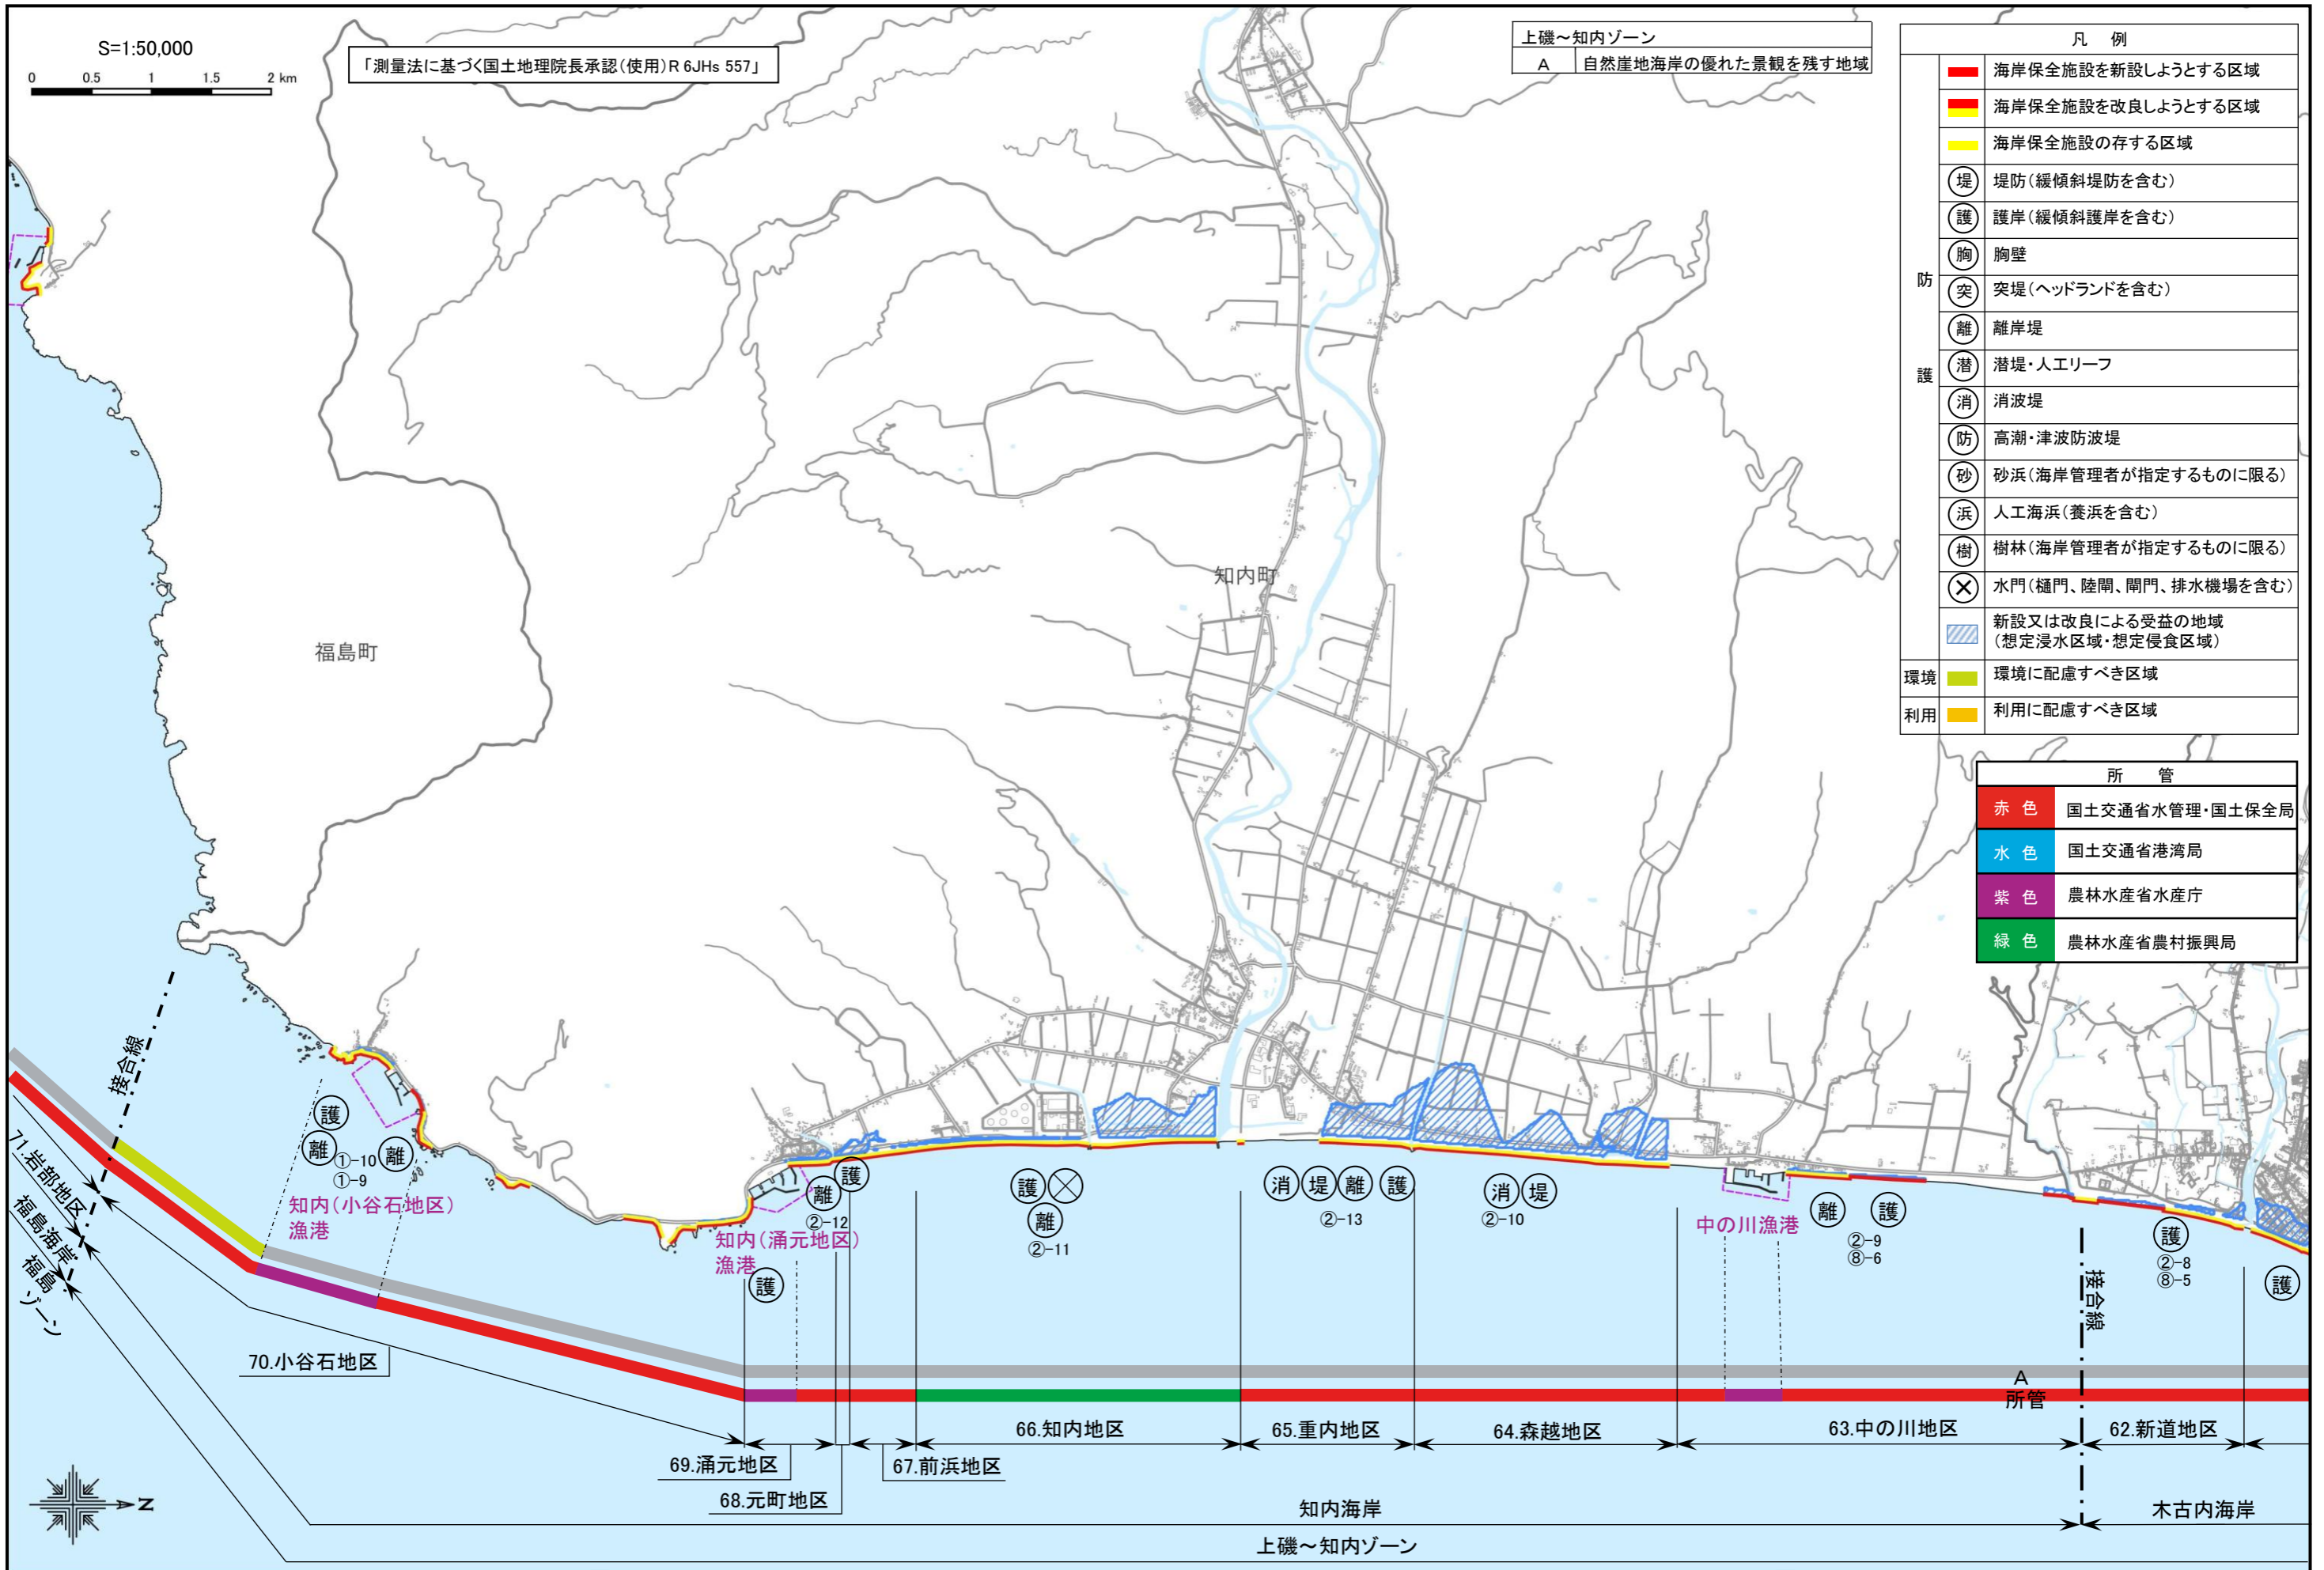 S=1:50,000
0 0.5 1 1.5 2 km
「測量法に基づく国土地理院長承認(使用)R 6JHs 557」
上磯～知内ゾーン
A 自然崖地海岸の優れた景観を残す地域
凡 例
防護
海岸保全施設を新設しようとする区域
海岸保全施設を改良しようとする区域
海岸保全施設の存する区域
堤 堤防(緩傾斜堤防を含む)
護 護岸(緩傾斜護岸を含む)
胸 胸壁
突 突堤(ヘッドランドを含む)
離 離岸堤
潜 潜堤・人工リーフ
消 消波堤
防 高潮・津波防波堤
砂 砂浜(海岸管理者が指定するものに限る)
浜 人工海浜(養浜を含む)
樹 樹林(海岸管理者が指定するものに限る)
水門(樋門、陸閘、閘門、排水機場を含む)
新設又は改良による受益の地域
(想定浸水区域・想定侵食区域)
環境 環境に配慮すべき区域
利用 利用に配慮すべき区域
所 管
赤 色 国土交通省水管理・国土保全局
水 色 国土交通省港湾局
紫 色 農林水産省水産庁
緑 色 農林水産省農村振興局
知内町
福島町
接合線
護
離 ①-10 離
①-9
知内(小谷石地区)
漁港
護
離
②-12
知内(涌元地区)
漁港
護
護
離
②-11
消 堤 離 護
②-13
消 堤
②-10
中の川漁港
離 護
②-9
⑧-6
護
②-8
⑧-5
護
接合線
71.岩部地区
福島海岸
福島ゾーン
70.小谷石地区
A
所管
69.涌元地区
68.元町地区
67.前浜地区
66.知内地区
65.重内地区
64.森越地区
63.中の川地区
62.新道地区
N
知内海岸
木古内海岸
上磯～知内ゾーン